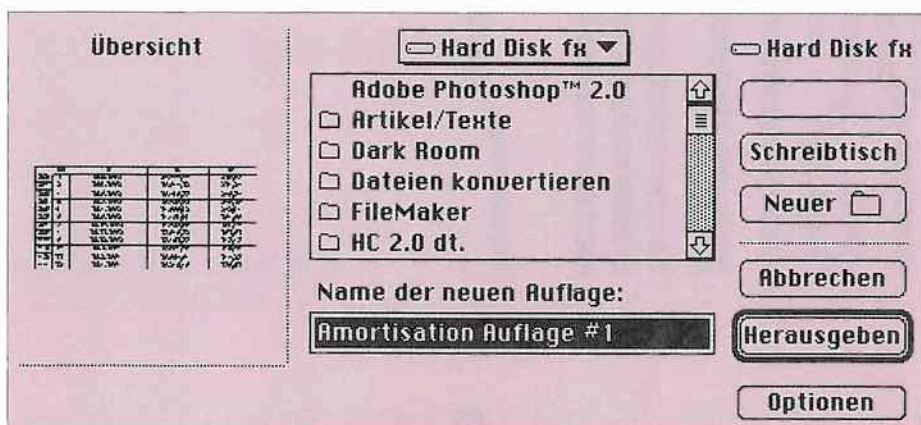 Übersicht
Hard Disk fx
Adobe Photoshop™ 2.0
Artikel/Texte
Dark Room
Dateien konvertieren
FileMaker
HC 2.0 dt.
Name der neuen Auflage:
Amortisation Auflage #1
Hard Disk fx
Schreibtisch
Neuer
Abbrechen
Herausgeben
Optionen